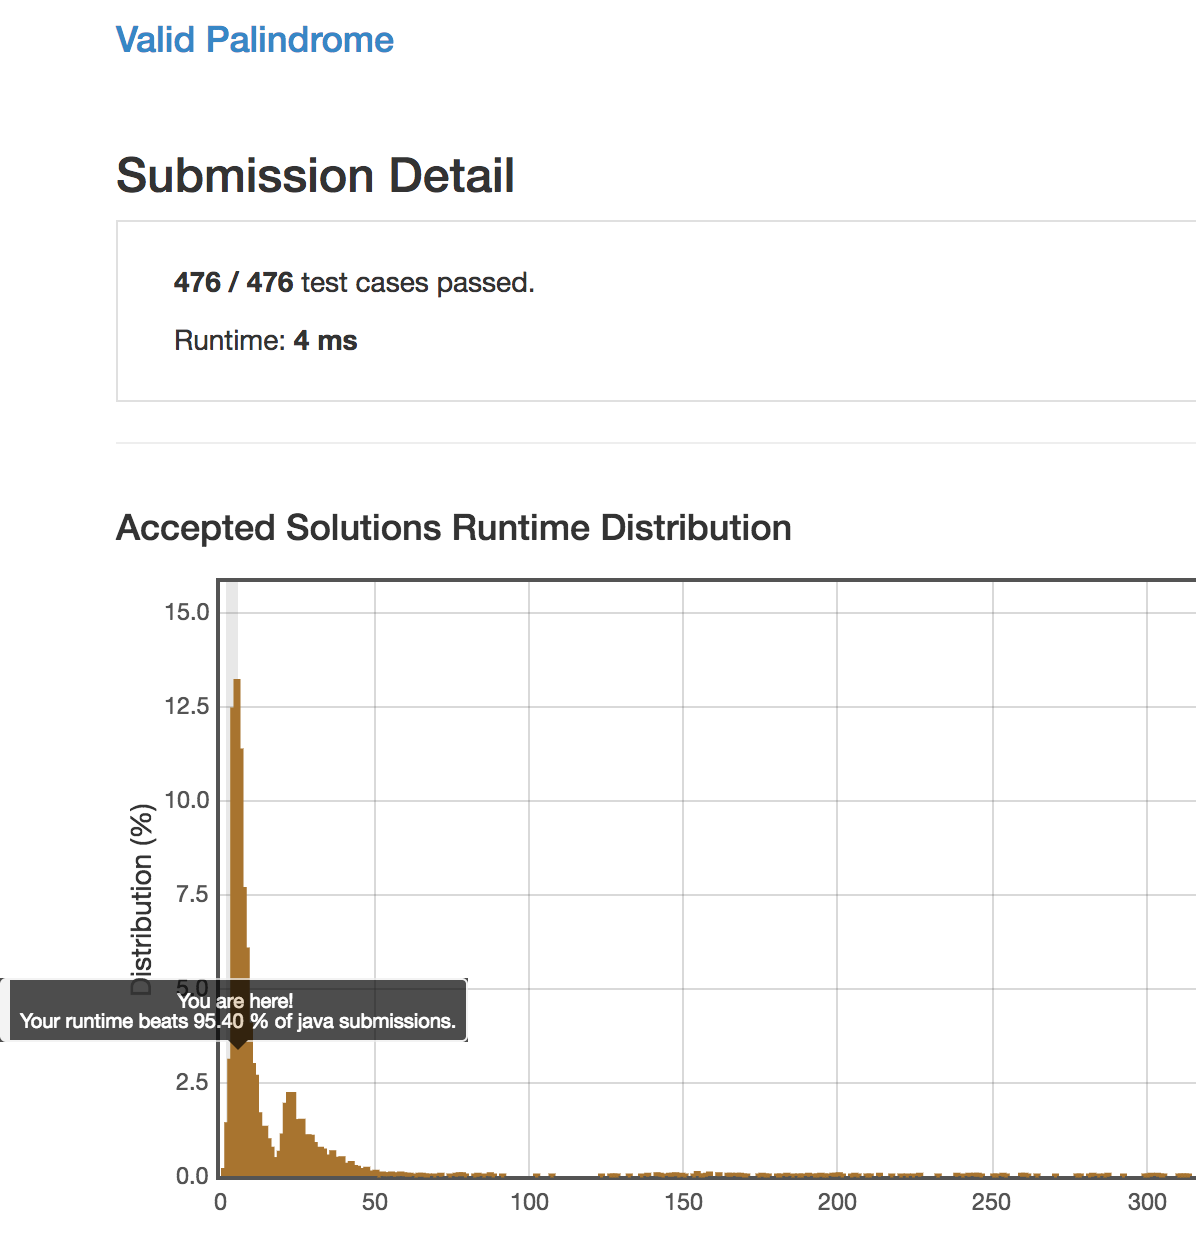 Valid Palindrome
Submission Detail
476 / 476 test cases passed.
Runtime: 4 ms
Accepted Solutions Runtime Distribution
15.0
12.5
10.0
7.5
5.0
2.5
0.0
Distribution (%)
You are here!
Your runtime beats 95.40 % of java submissions.
0 50 100 150 200 250 300